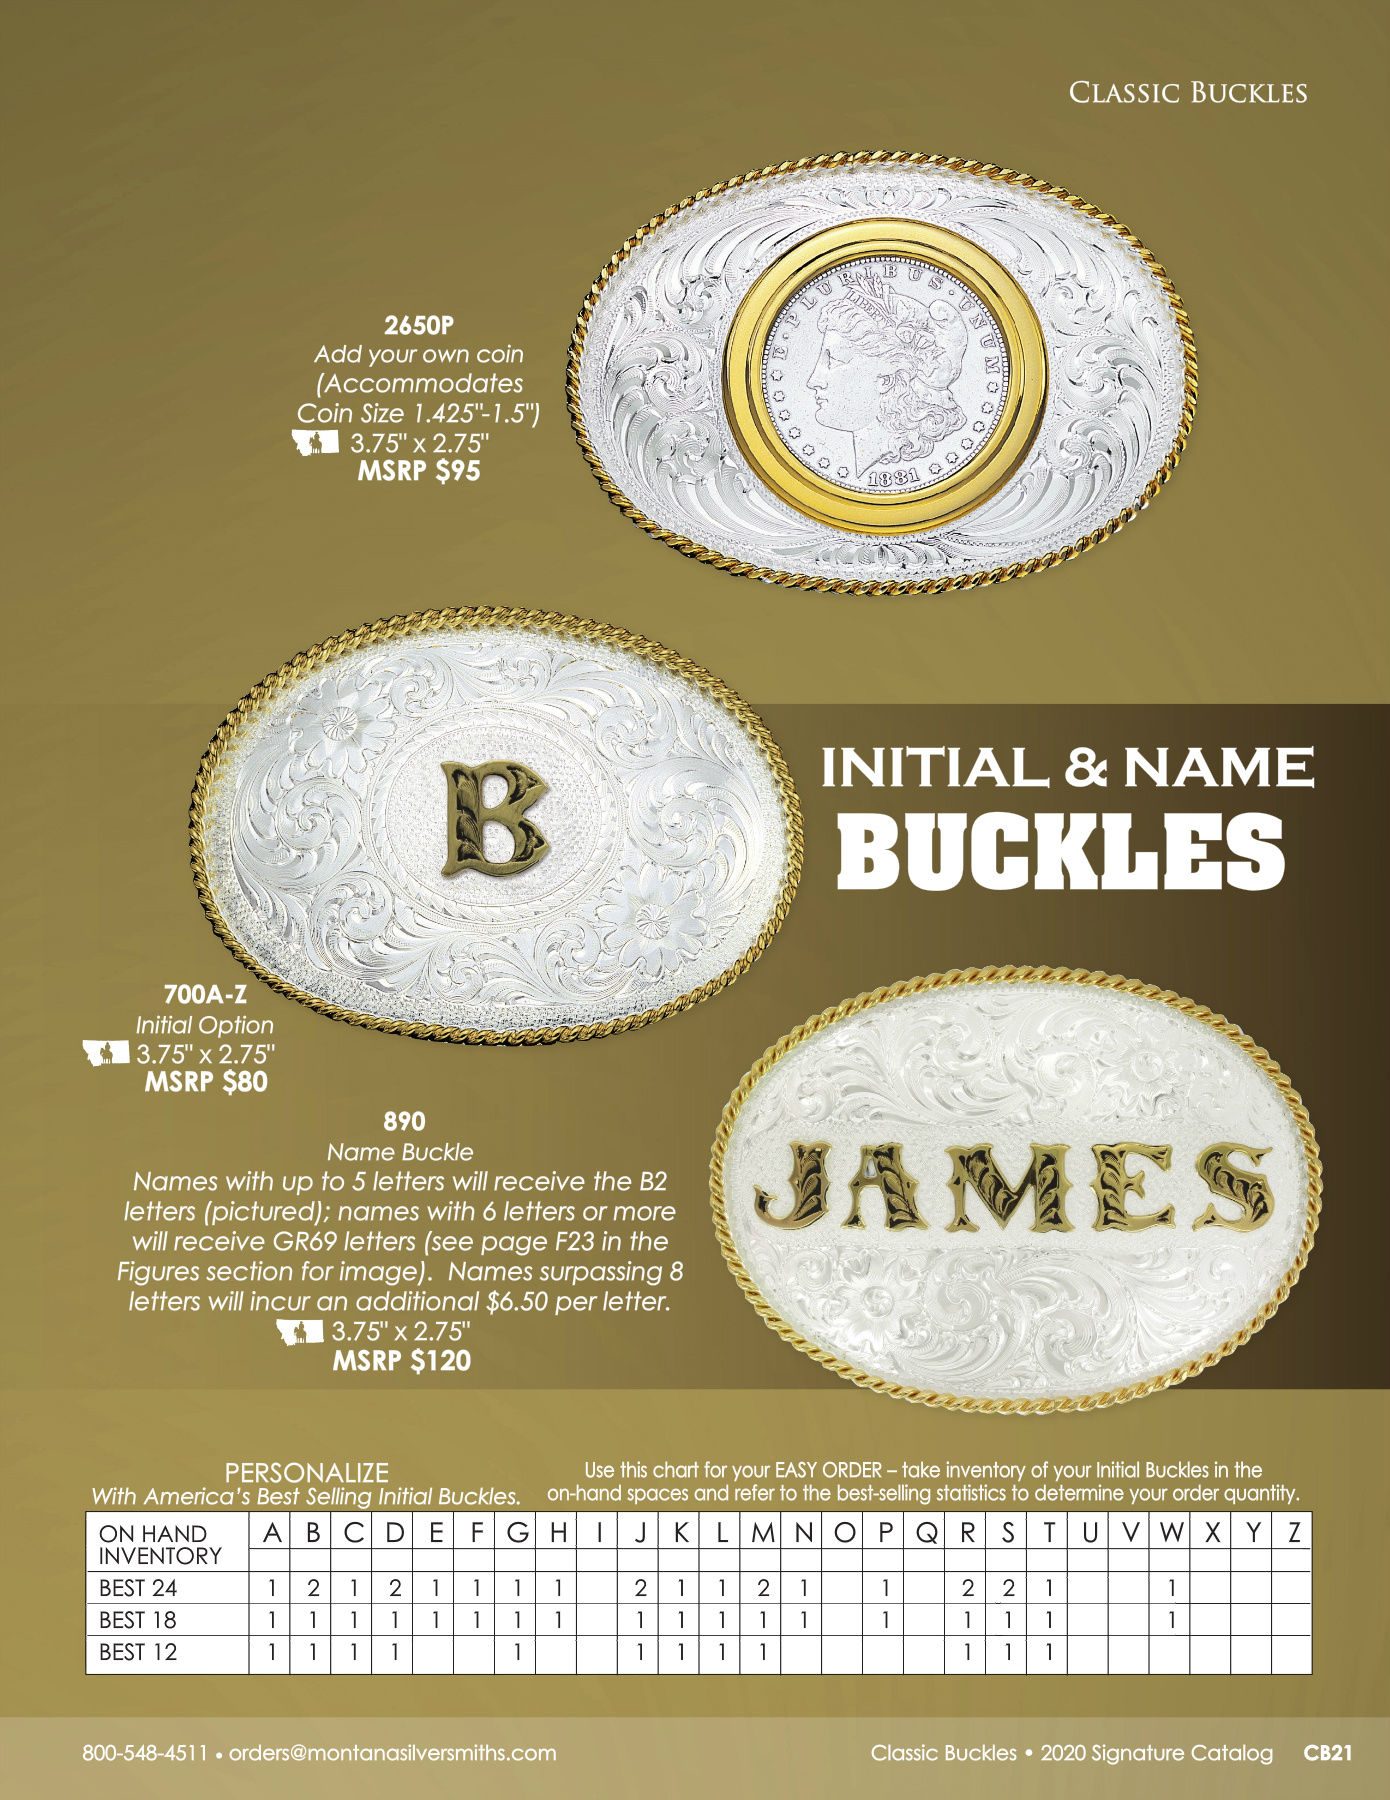 CLASSIC BUCKLES
E · PLURIBUS · UNUM
LIBERTY
1881
2650P
Add your own coin
(Accommodates
Coin Size 1.425"-1.5")
3.75" x 2.75"
MSRP $95
B
INITIAL & NAME
BUCKLES
700A-Z
Initial Option
3.75" x 2.75"
MSRP $80
890
Name Buckle
Names with up to 5 letters will receive the B2
letters (pictured); names with 6 letters or more
will receive GR69 letters (see page F23 in the
Figures section for image).  Names surpassing 8
letters will incur an additional $6.50 per letter.
3.75" x 2.75"
MSRP $120
JAMES
PERSONALIZE
With America's Best Selling Initial Buckles.
Use this chart for your EASY ORDER – take inventory of your Initial Buckles in the
on-hand spaces and refer to the best-selling statistics to determine your order quantity.
ON HAND INVENTORY A B C D E F G H I J K L M N O P Q R S T U V W X Y Z
BEST 24 1 2 1 2 1 1 1 1 2 1 1 2 1 1 2 2 1 1
BEST 18 1 1 1 1 1 1 1 1 1 1 1 1 1 1 1 1 1 1
BEST 12 1 1 1 1 1 1 1 1 1 1 1 1
800-548-4511 • orders@montanasilversmiths.com
Classic Buckles • 2020 Signature Catalog CB21